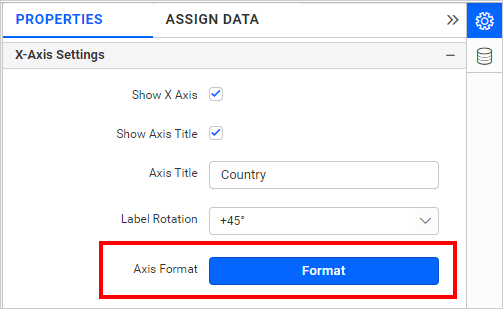 PROPERTIES ASSIGN DATA
X-Axis Settings
Show X Axis
Show Axis Title
Axis Title Country
Label Rotation +45°
Axis Format Format